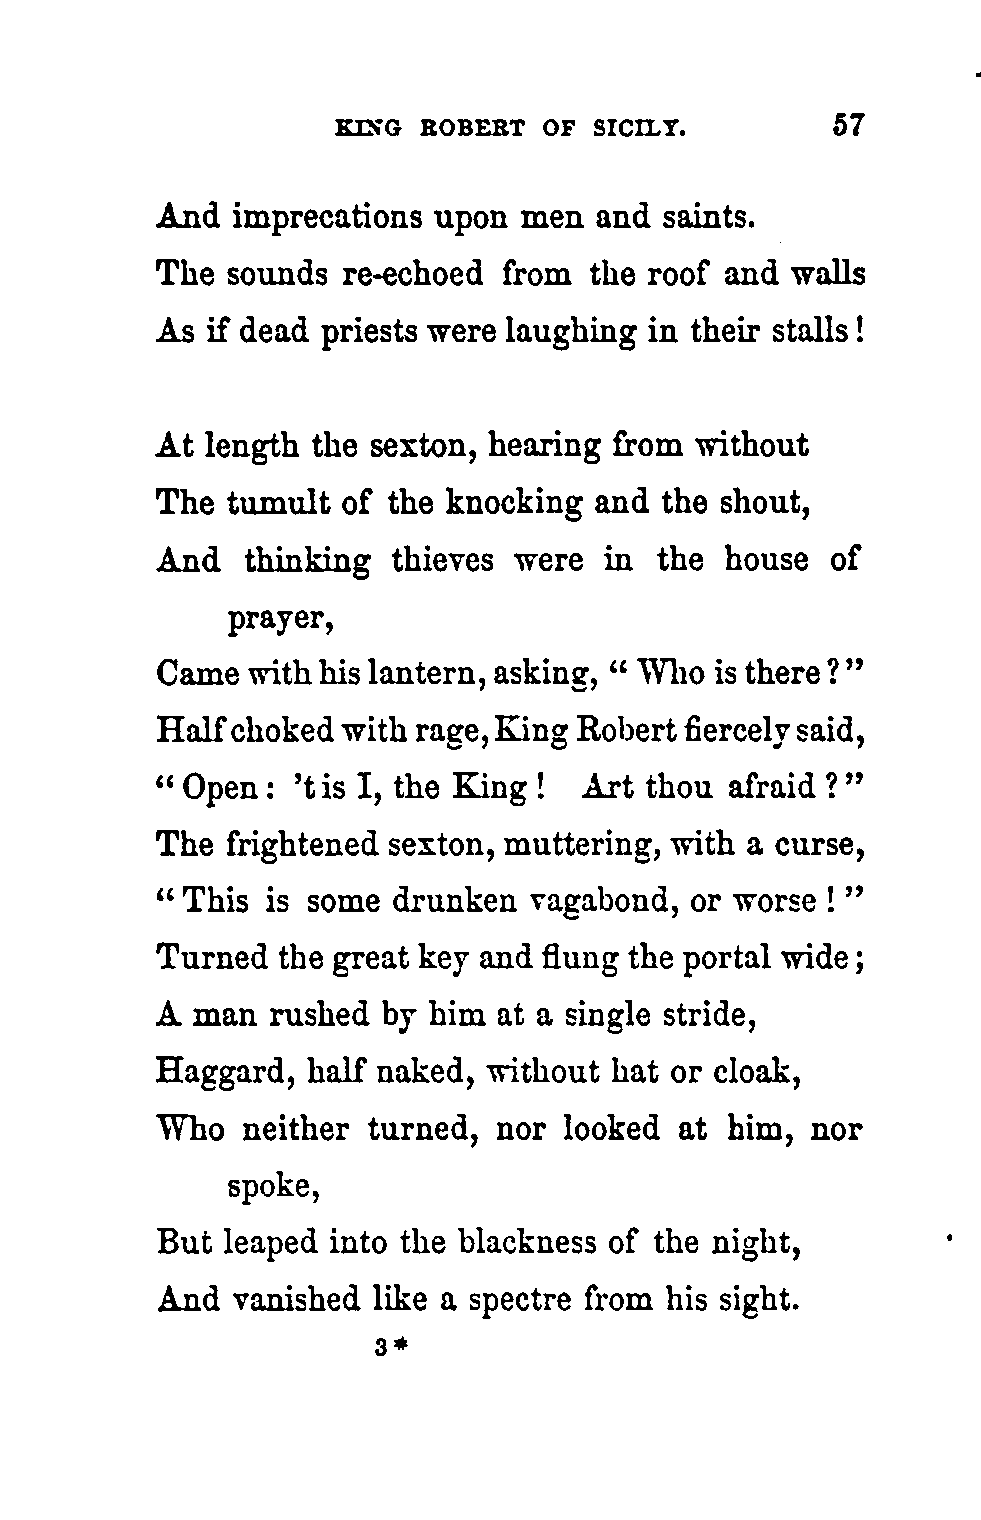 KING ROBERT OF SICILY. 57
And imprecations upon men and saints.
The sounds re-echoed from the roof and walls
As if dead priests were laughing in their stalls!
At length the sexton, hearing from without
The tumult of the knocking and the shout,
And thinking thieves were in the house of
prayer,
Came with his lantern, asking, “Who is there?”
Half choked with rage, King Robert fiercely said,
“Open: ’t is I, the King! Art thou afraid?”
The frightened sexton, muttering, with a curse,
“This is some drunken vagabond, or worse!”
Turned the great key and flung the portal wide;
A man rushed by him at a single stride,
Haggard, half naked, without hat or cloak,
Who neither turned, nor looked at him, nor
spoke,
But leaped into the blackness of the night,
And vanished like a spectre from his sight.
3*